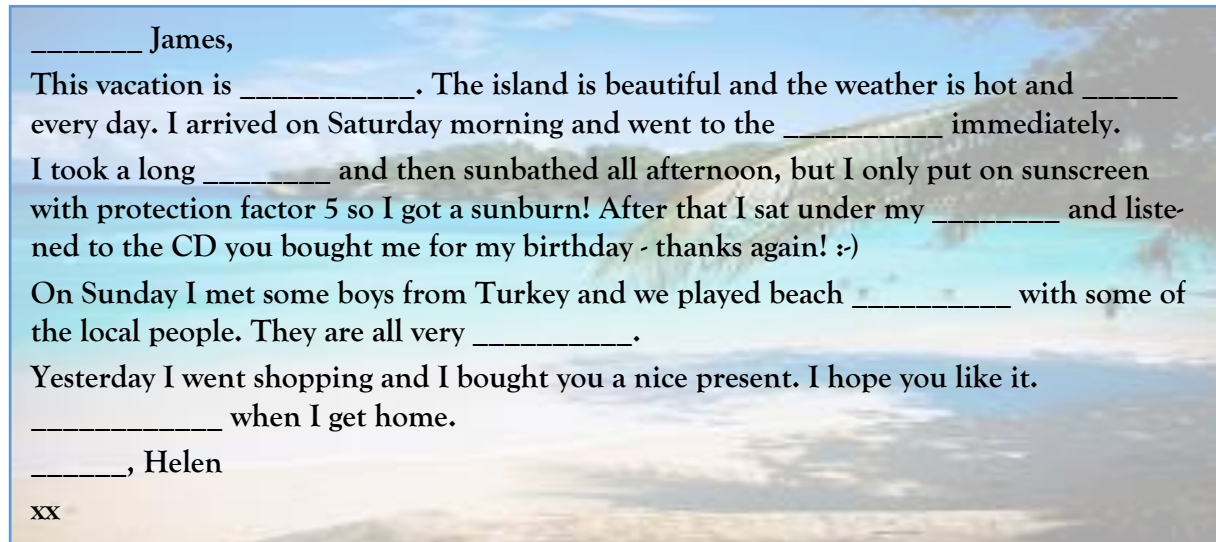 _______ James,
This vacation is ___________. The island is beautiful and the weather is hot and ______
every day. I arrived on Saturday morning and went to the __________ immediately.
I took a long ________ and then sunbathed all afternoon, but I only put on sunscreen
with protection factor 5 so I got a sunburn! After that I sat under my ________ and liste-
ned to the CD you bought me for my birthday - thanks again! :-)
On Sunday I met some boys from Turkey and we played beach __________ with some of
the local people. They are all very __________.
Yesterday I went shopping and I bought you a nice present. I hope you like it.
____________ when I get home.
______, Helen
xx